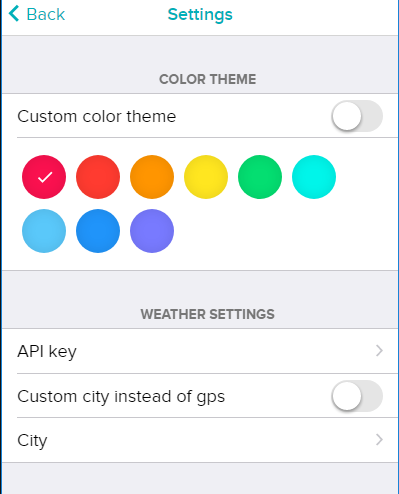 Back
Settings
COLOR THEME
Custom color theme
WEATHER SETTINGS
API key
Custom city instead of gps
City